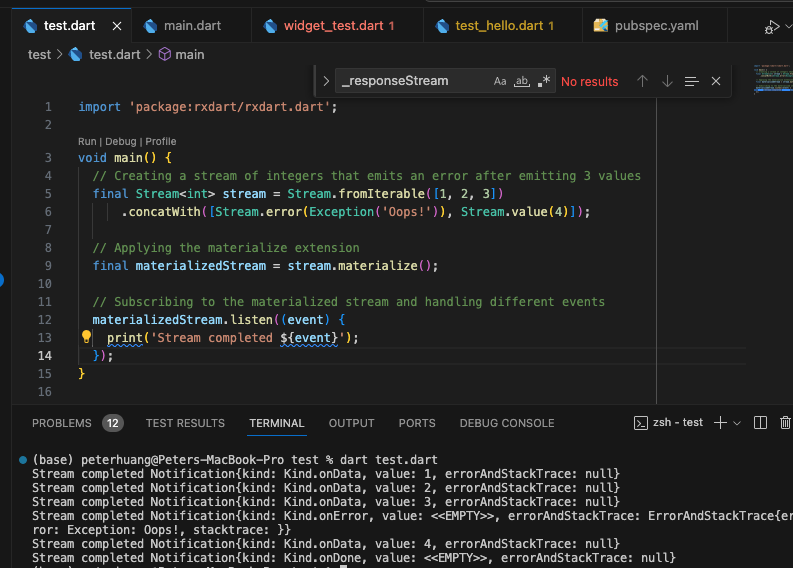 test.dart
main.dart
widget_test.dart 1
test_hello.dart 1
pubspec.yaml
test > test.dart > main
_responseStream Aa ab No results
1 import 'package:rxdart/rxdart.dart';
2
Run | Debug | Profile
3 void main() {
4 // Creating a stream of integers that emits an error after emitting 3 values
5 final Stream<int> stream = Stream.fromIterable([1, 2, 3])
6 .concatWith([Stream.error(Exception('Oops!')), Stream.value(4)]);
7
8 // Applying the materialize extension
9 final materializedStream = stream.materialize();
10
11 // Subscribing to the materialized stream and handling different events
12 materializedStream.listen((event) {
13 print('Stream completed ${event}');
14 });
15 }
16
PROBLEMS 12 TEST RESULTS TERMINAL OUTPUT PORTS DEBUG CONSOLE zsh - test
(base) peterhuang@Peters-MacBook-Pro test % dart test.dart
Stream completed Notification{kind: Kind.onData, value: 1, errorAndStackTrace: null}
Stream completed Notification{kind: Kind.onData, value: 2, errorAndStackTrace: null}
Stream completed Notification{kind: Kind.onData, value: 3, errorAndStackTrace: null}
Stream completed Notification{kind: Kind.onError, value: <<EMPTY>>, errorAndStackTrace: ErrorAndStackTrace{er
ror: Exception: Oops!, stacktrace: }}
Stream completed Notification{kind: Kind.onData, value: 4, errorAndStackTrace: null}
Stream completed Notification{kind: Kind.onDone, value: <<EMPTY>>, errorAndStackTrace: null}